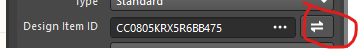 Type Standard
Design Item ID CC0805KRX5R6BB475 •••